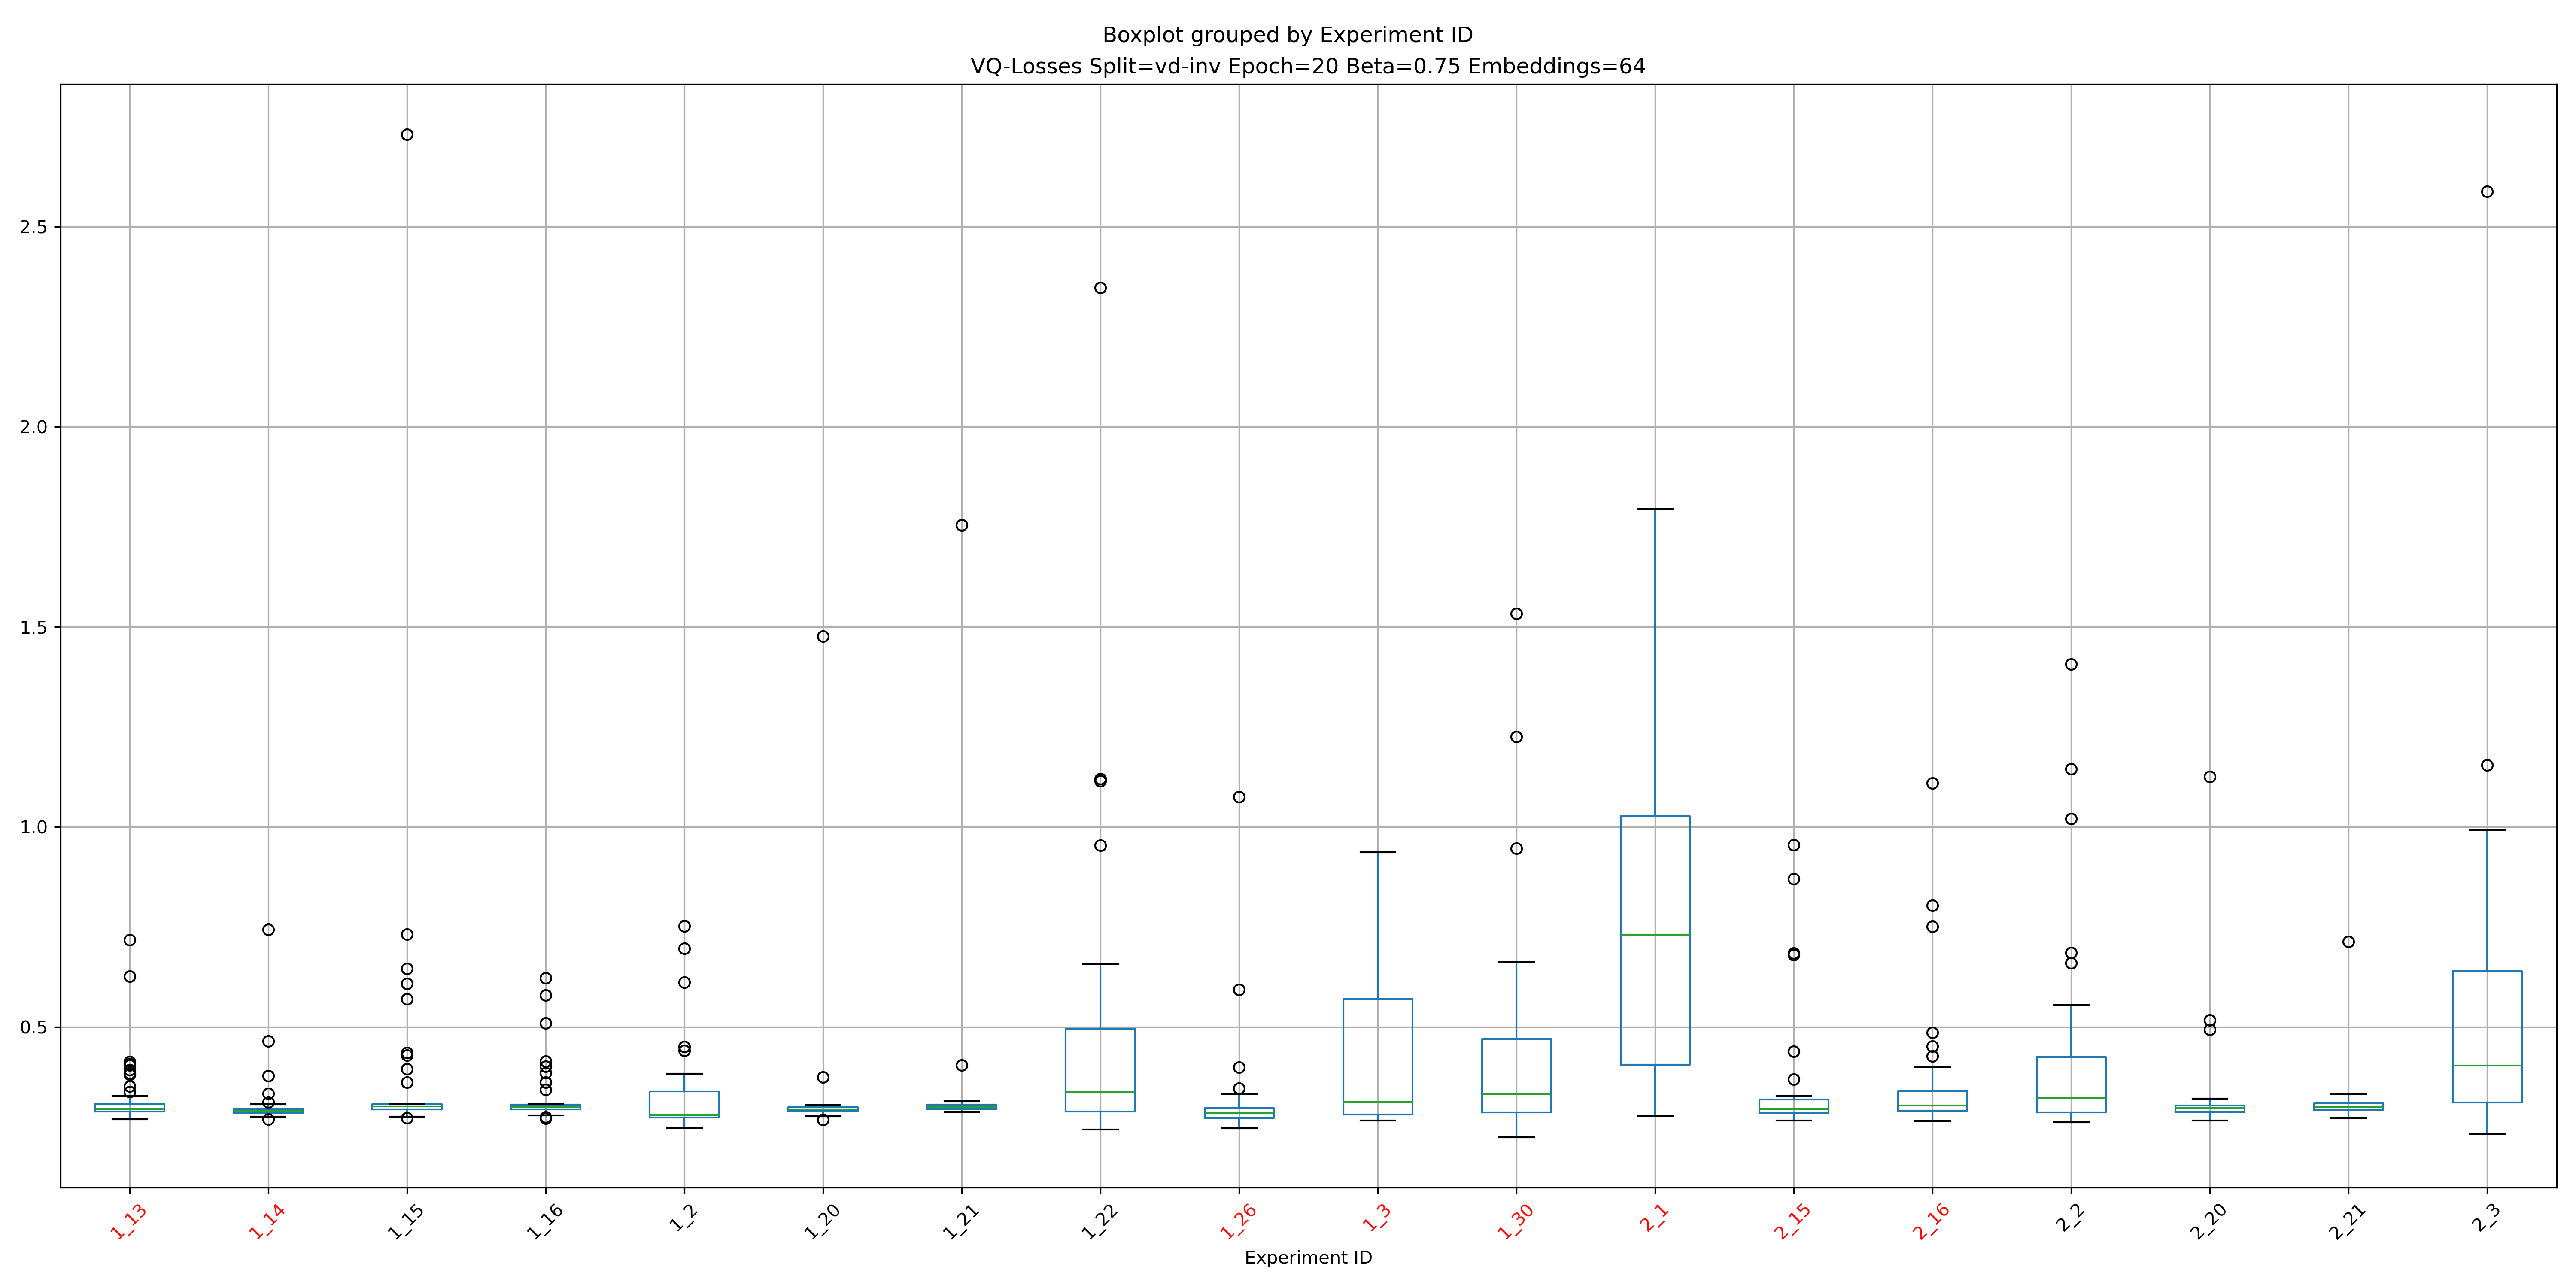 Boxplot grouped by Experiment ID
VQ-Losses Split=vd-inv Epoch=20 Beta=0.75 Embeddings=64
2.5
2.0
1.5
1.0
0.5
1_13 1_14 1_15 1_16 1_2 1_20 1_21 1_22 1_26 1_3 1_30 2_1 2_15 2_16 2_2 2_20 2_21 2_3
Experiment ID